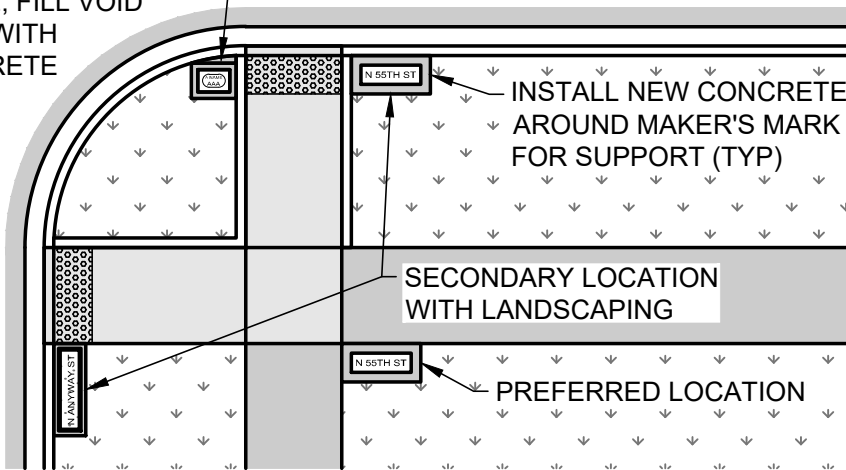 , FILL VOID
WITH
RETE
AAA
N 55TH ST
INSTALL NEW CONCRETE
AROUND MAKER'S MARK
FOR SUPPORT (TYP)
SECONDARY LOCATION
WITH LANDSCAPING
N ANYWAY ST
N 55TH ST
PREFERRED LOCATION